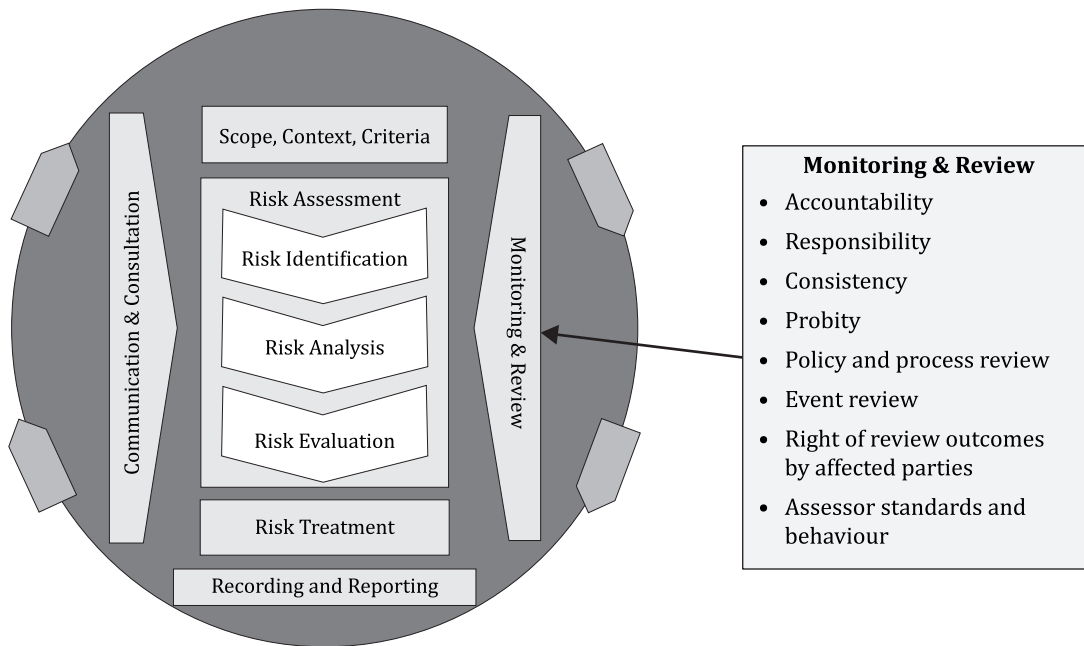 Scope, Context, Criteria
Risk Assessment
Risk Identification
Risk Analysis
Risk Evaluation
Risk Treatment
Recording and Reporting
Communication & Consultation
Monitoring & Review
Monitoring & Review
• Accountability
• Responsibility
• Consistency
• Probity
• Policy and process review
• Event review
• Right of review outcomes
by affected parties
• Assessor standards and
behaviour